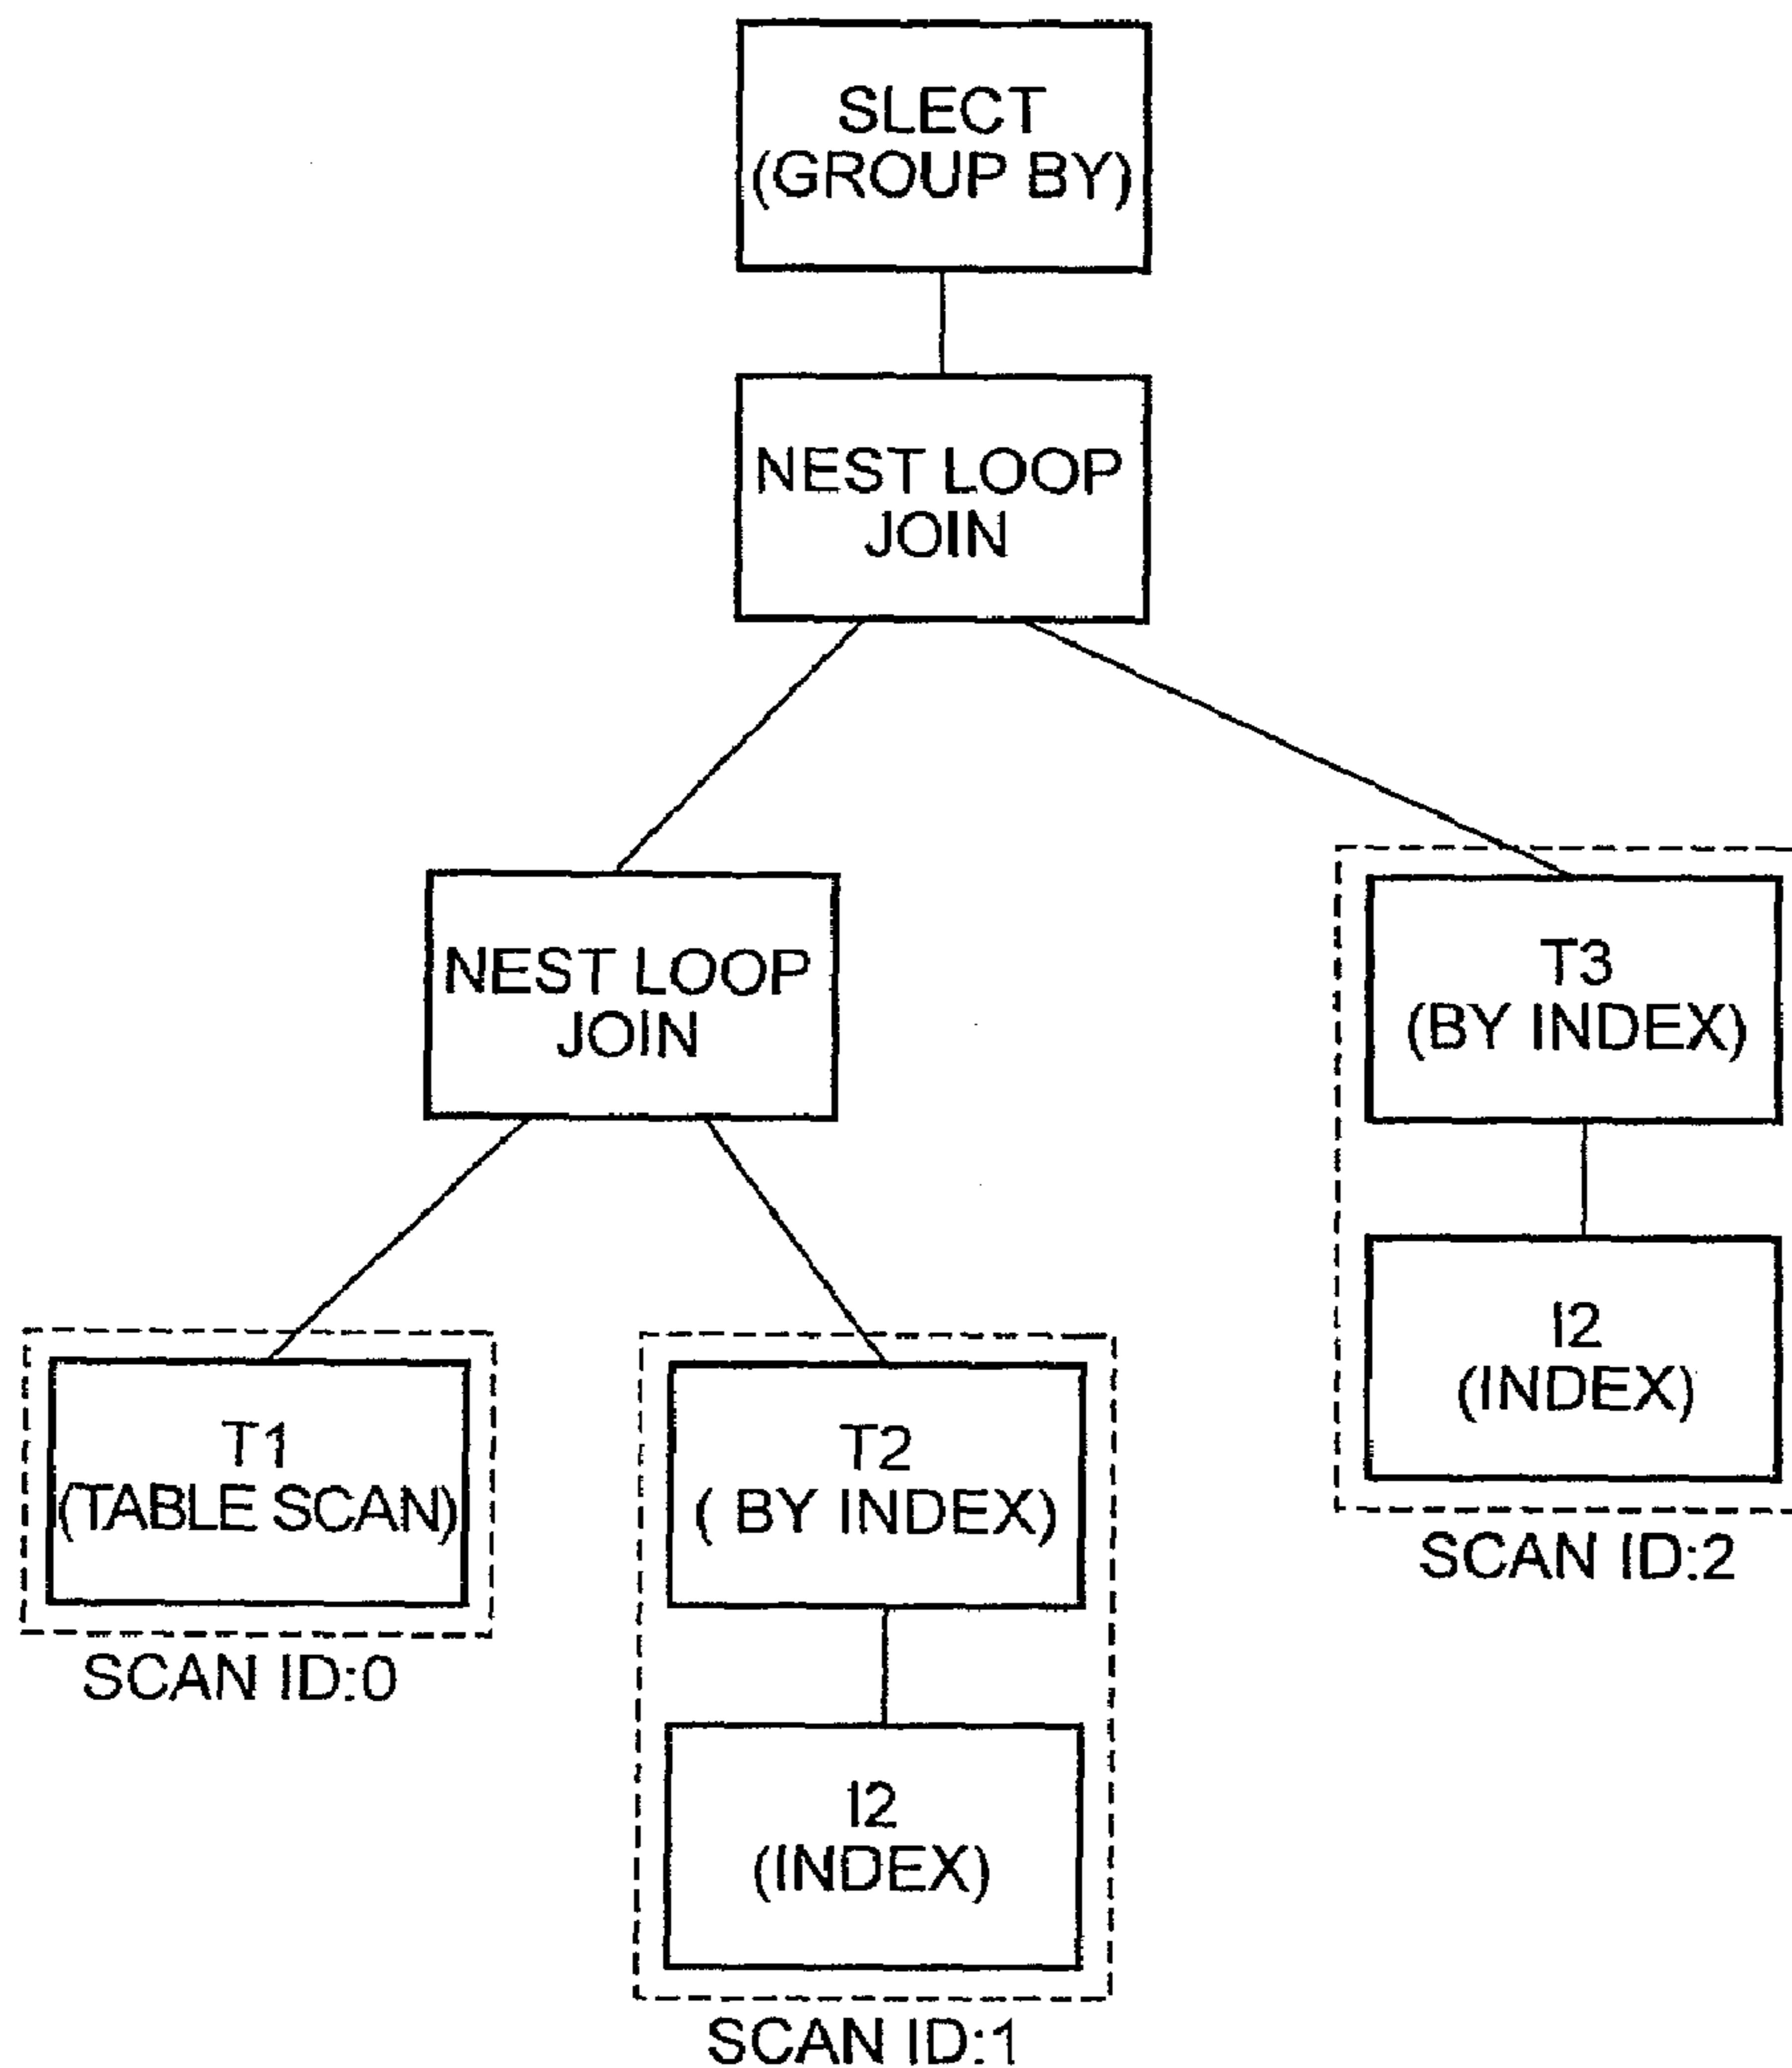 SLECT
(GROUP BY)
NEST LOOP
JOIN
NEST LOOP
JOIN
T3
(BY INDEX)
I2
(INDEX)
SCAN ID:2
T1
(TABLE SCAN)
SCAN ID:0
T2
( BY INDEX)
I2
(INDEX)
SCAN ID:1